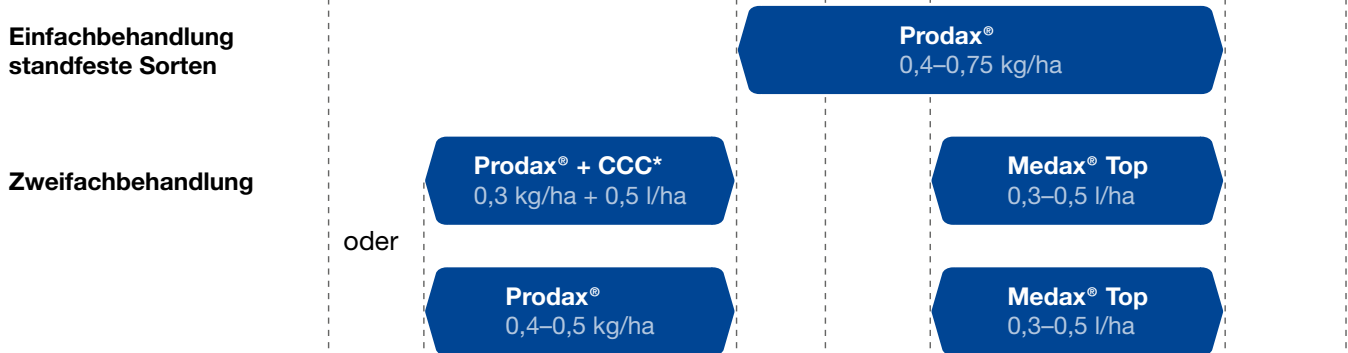 Einfachbehandlung
standfeste Sorten
Prodax®
0,4–0,75 kg/ha
Zweifachbehandlung
Prodax® + CCC*
0,3 kg/ha + 0,5 l/ha
Medax® Top
0,3–0,5 l/ha
oder
Prodax®
0,4–0,5 kg/ha
Medax® Top
0,3–0,5 l/ha